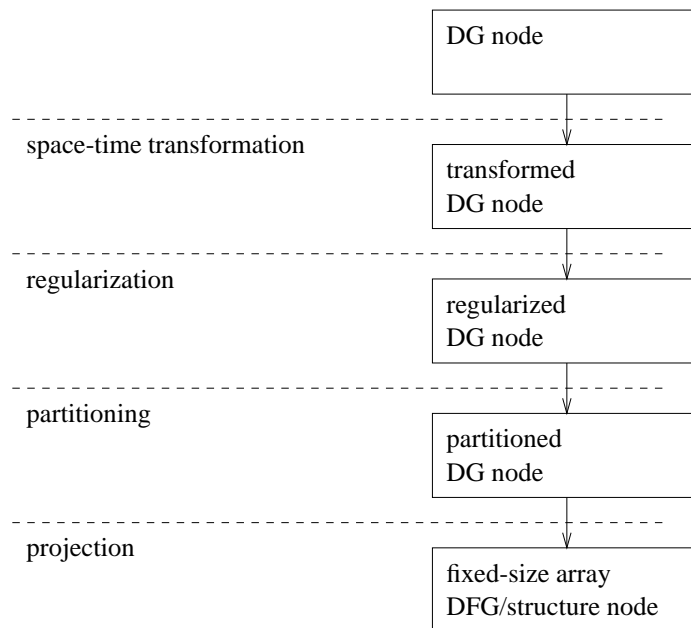 DG node
space-time transformation
transformed
DG node
regularization
regularized
DG node
partitioning
partitioned
DG node
projection
fixed-size array
DFG/structure node